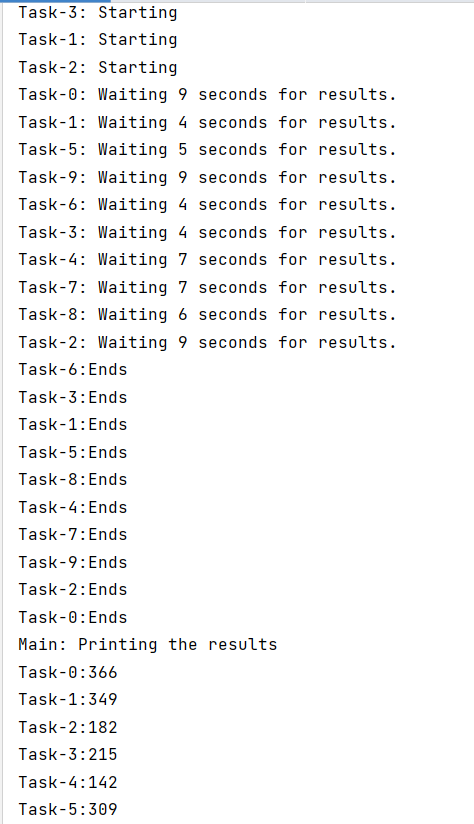 Task-3: Starting
Task-1: Starting
Task-2: Starting
Task-0: Waiting 9 seconds for results.
Task-1: Waiting 4 seconds for results.
Task-5: Waiting 5 seconds for results.
Task-9: Waiting 9 seconds for results.
Task-6: Waiting 4 seconds for results.
Task-3: Waiting 4 seconds for results.
Task-4: Waiting 7 seconds for results.
Task-7: Waiting 7 seconds for results.
Task-8: Waiting 6 seconds for results.
Task-2: Waiting 9 seconds for results.
Task-6:Ends
Task-3:Ends
Task-1:Ends
Task-5:Ends
Task-8:Ends
Task-4:Ends
Task-7:Ends
Task-9:Ends
Task-2:Ends
Task-0:Ends
Main: Printing the results
Task-0:366
Task-1:349
Task-2:182
Task-3:215
Task-4:142
Task-5:309